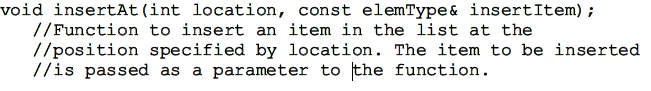 void insertAt(int location, const elemType& insertItem);
//Function to insert an item in the list at the
//position specified by location. The item to be inserted
//is passed as a parameter to the function.